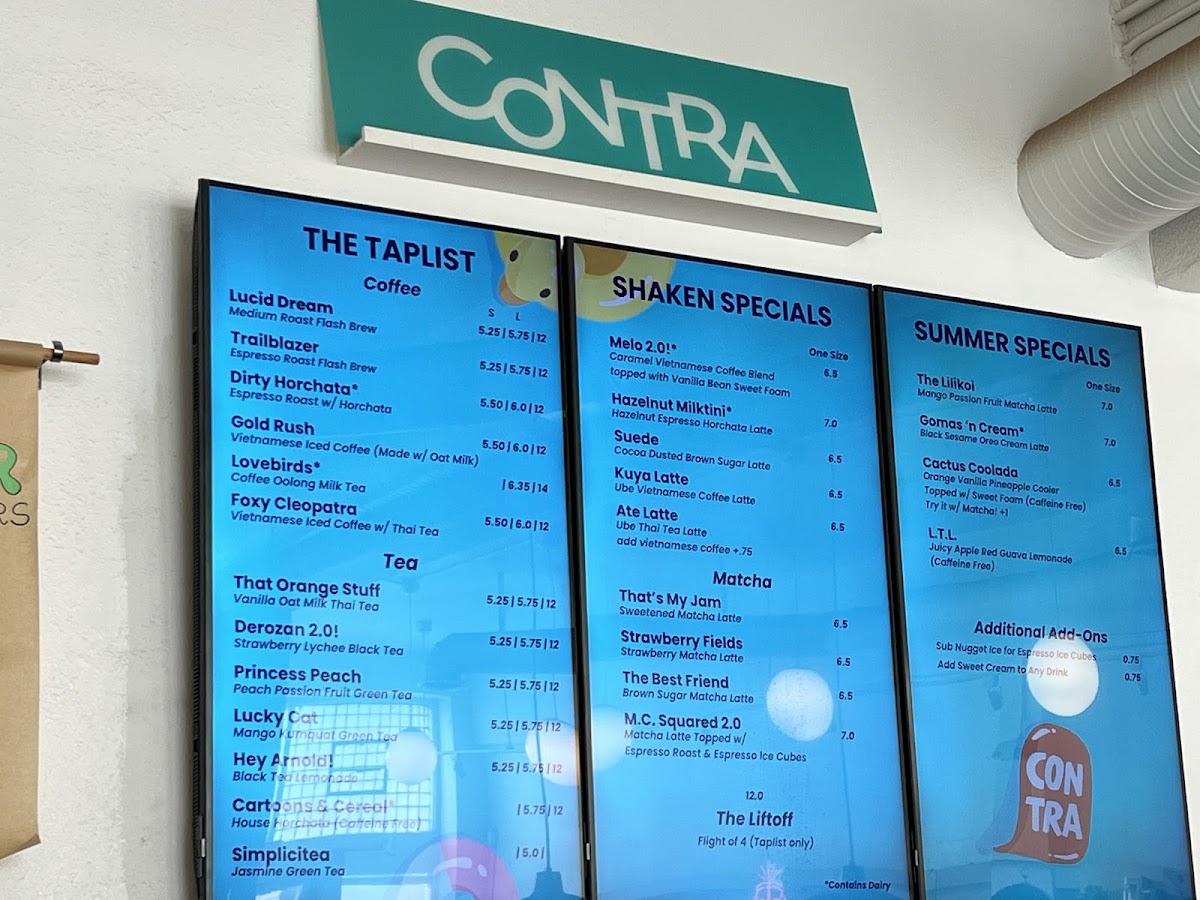 CONTRA
THE TAPLIST
Coffee
S L
Lucid Dream
Medium Roast Flash Brew
5.25 | 5.75 | 12
Trailblazer
Espresso Roast Flash Brew
5.25 | 5.75 | 12
Dirty Horchata*
Espresso Roast w/ Horchata
5.50 | 6.0 | 12
Gold Rush
Vietnamese Iced Coffee (Made w/ Oat Milk)
5.50 | 6.0 | 12
Lovebirds*
Coffee Oolong Milk Tea
| 6.35 | 14
Foxy Cleopatra
Vietnamese Iced Coffee w/ Thai Tea
5.50 | 6.0 | 12
Tea
That Orange Stuff
Vanilla Oat Milk Thai Tea
5.25 | 5.75 | 12
Derozan 2.0!
Strawberry Lychee Black Tea
5.25 | 5.75 | 12
Princess Peach
Peach Passion Fruit Green Tea
5.25 | 5.75 | 12
Lucky Cat
Mango Kumquat Green Tea
5.25 | 5.75 | 12
Hey Arnold!
Black Tea Lemonade
5.25 | 5.75 | 12
Cartoons & Cereal*
House Horchata (Caffeine Free)
| 5.75 | 12
Simplicitea
Jasmine Green Tea
| 5.0 |
SHAKEN SPECIALS
One Size
Melo 2.0!*
Caramel Vietnamese Coffee Blend
topped with Vanilla Bean Sweet Foam
6.5
Hazelnut Milktini*
Hazelnut Espresso Horchata Latte
7.0
Suede
Cocoa Dusted Brown Sugar Latte
6.5
Kuya Latte
Ube Vietnamese Coffee Latte
6.5
Ate Latte
Ube Thai Tea Latte
add vietnamese coffee +.75
6.5
Matcha
That's My Jam
Sweetened Matcha Latte
6.5
Strawberry Fields
Strawberry Matcha Latte
6.5
The Best Friend
Brown Sugar Matcha Latte
6.5
M.C. Squared 2.0
Matcha Latte Topped w/
Espresso Roast & Espresso Ice Cubes
7.0
12.0
The Liftoff
Flight of 4 (Taplist only)
*Contains Dairy
SUMMER SPECIALS
One Size
The Lilikoi
Mango Passion Fruit Matcha Latte
7.0
Gomas 'n Cream*
Black Sesame Oreo Cream Latte
7.0
Cactus Coolada
Orange Vanilla Pineapple Cooler
Topped w/ Sweet Foam (Caffeine Free)
Try it w/ Matcha! +1
6.5
L.T.L.
Juicy Apple Red Guava Lemonade
(Caffeine Free)
6.5
Additional Add-Ons
Sub Nugget Ice for Espresso Ice Cubes
0.75
Add Sweet Cream to Any Drink
0.75
CON
TRA
R
RS